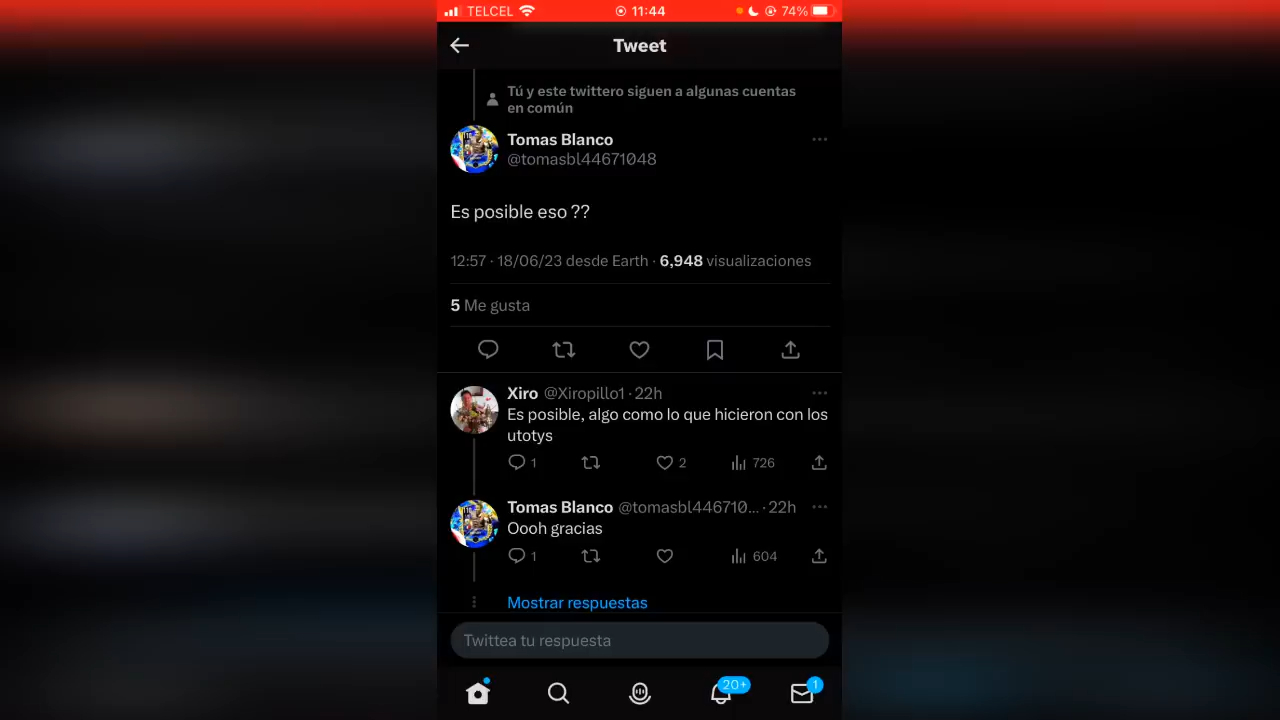 TELCEL 11:44 74%
Tweet
Tú y este twittero siguen a algunas cuentas
en común
Tomas Blanco
@tomasbl44671048
Es posible eso ??
12:57 · 18/06/23 desde Earth · 6,948 visualizaciones
5 Me gusta
Xiro @Xiropillo1 · 22h
Es posible, algo como lo que hicieron con los
utotys
1 2 726
Tomas Blanco @tomasbl446710... · 22h
Oooh gracias
1 604
Mostrar respuestas
Twittea tu respuesta
20+ 1